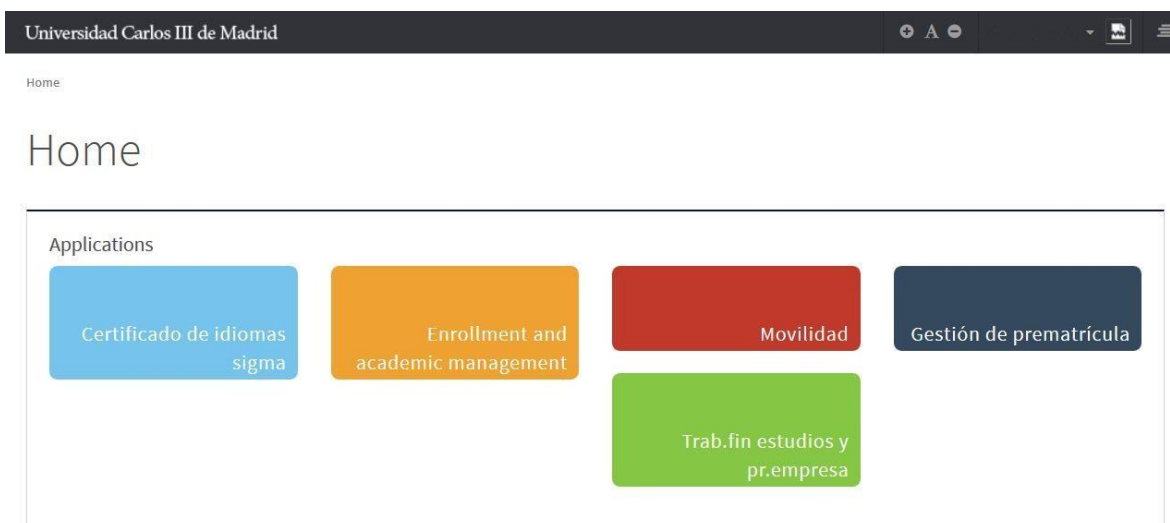 Universidad Carlos III de Madrid
A
Home
Home
Applications
Certificado de idiomas
sigma
Enrollment and
academic management
Movilidad
Gestión de prematrícula
Trab.fin estudios y
pr.empresa